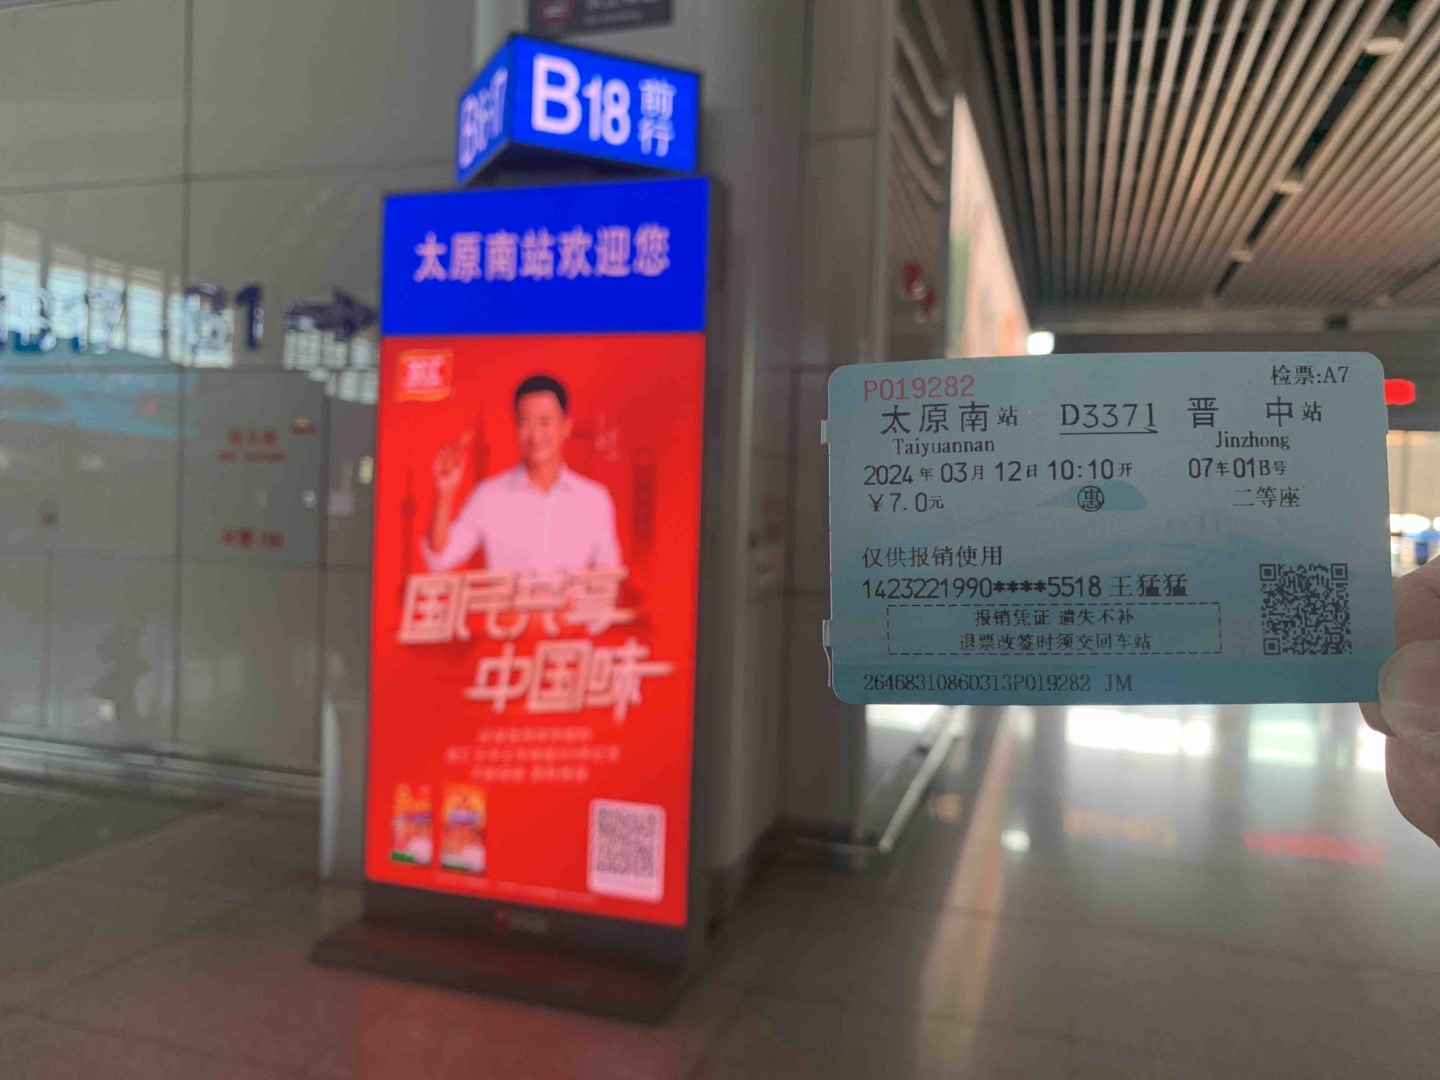 B18 前行
太原南站欢迎您
国民共享
中国味
P019282
检票:A7
太原南站 D3371 晋中站
Taiyuannan Jinzhong
2024年03月12日10:10开 07车01B号
￥7.0元 惠 二等座
仅供报销使用
1423221990****5518 王猛猛
报销凭证 遗失不补
退票改签时须交回车站
26468310860313P019282 JM